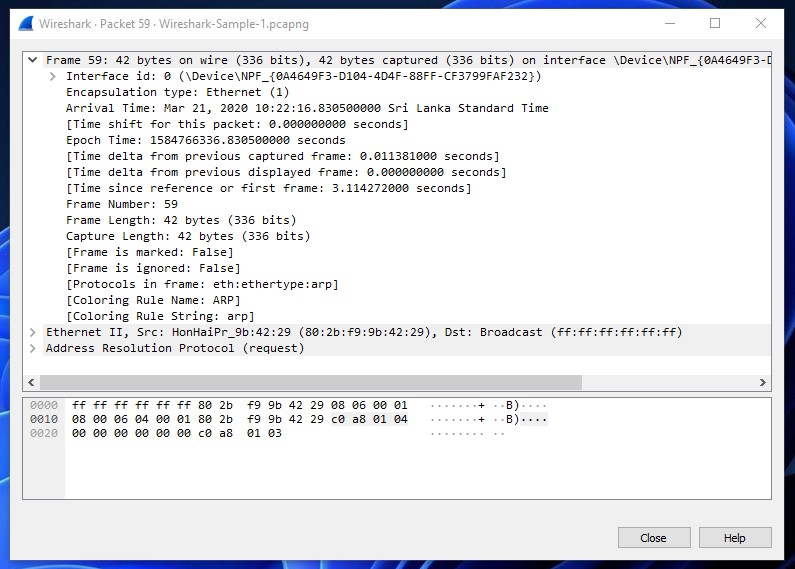 Wireshark · Packet 59 · Wireshark-Sample-1.pcapng
Frame 59: 42 bytes on wire (336 bits), 42 bytes captured (336 bits) on interface \Device\NPF_{0A4649F3-D
Interface id: 0 (\Device\NPF_{0A4649F3-D104-4D4F-88FF-CF3799FAF232})
Encapsulation type: Ethernet (1)
Arrival Time: Mar 21, 2020 10:22:16.830500000 Sri Lanka Standard Time
[Time shift for this packet: 0.000000000 seconds]
Epoch Time: 1584766336.830500000 seconds
[Time delta from previous captured frame: 0.011381000 seconds]
[Time delta from previous displayed frame: 0.000000000 seconds]
[Time since reference or first frame: 3.114272000 seconds]
Frame Number: 59
Frame Length: 42 bytes (336 bits)
Capture Length: 42 bytes (336 bits)
[Frame is marked: False]
[Frame is ignored: False]
[Protocols in frame: eth:ethertype:arp]
[Coloring Rule Name: ARP]
[Coloring Rule String: arp]
Ethernet II, Src: HonHaiPr_9b:42:29 (80:2b:f9:9b:42:29), Dst: Broadcast (ff:ff:ff:ff:ff:ff)
Address Resolution Protocol (request)
0000 ff ff ff ff ff ff 80 2b f9 9b 42 29 08 06 00 01 ·······+ ··B)····
0010 08 00 06 04 00 01 80 2b f9 9b 42 29 c0 a8 01 04 ·······+ ··B)····
0020 00 00 00 00 00 00 c0 a8 01 03 ········ ··
Close Help